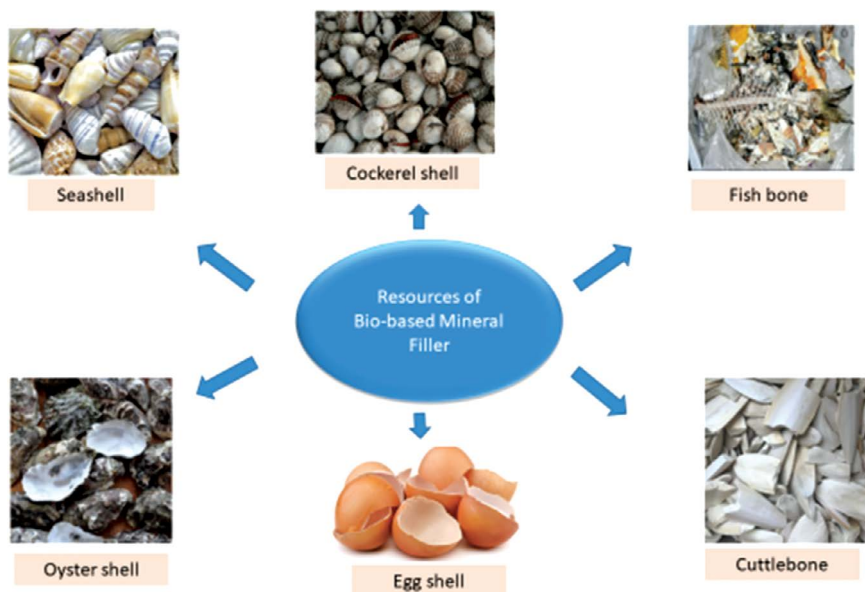 Seashell
Cockerel shell
Fish bone
Resources of
Bio-based Mineral
Filler
Oyster shell
Egg shell
Cuttlebone